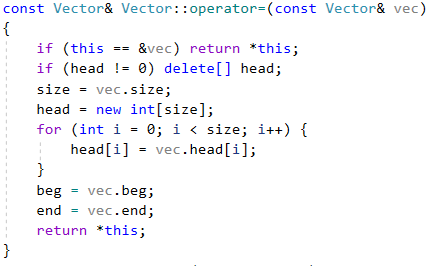 const Vector& Vector::operator=(const Vector& vec)
{
    if (this == &vec) return *this;
    if (head != 0) delete[] head;
    size = vec.size;
    head = new int[size];
    for (int i = 0; i < size; i++) {
        head[i] = vec.head[i];
    }
    beg = vec.beg;
    end = vec.end;
    return *this;
}